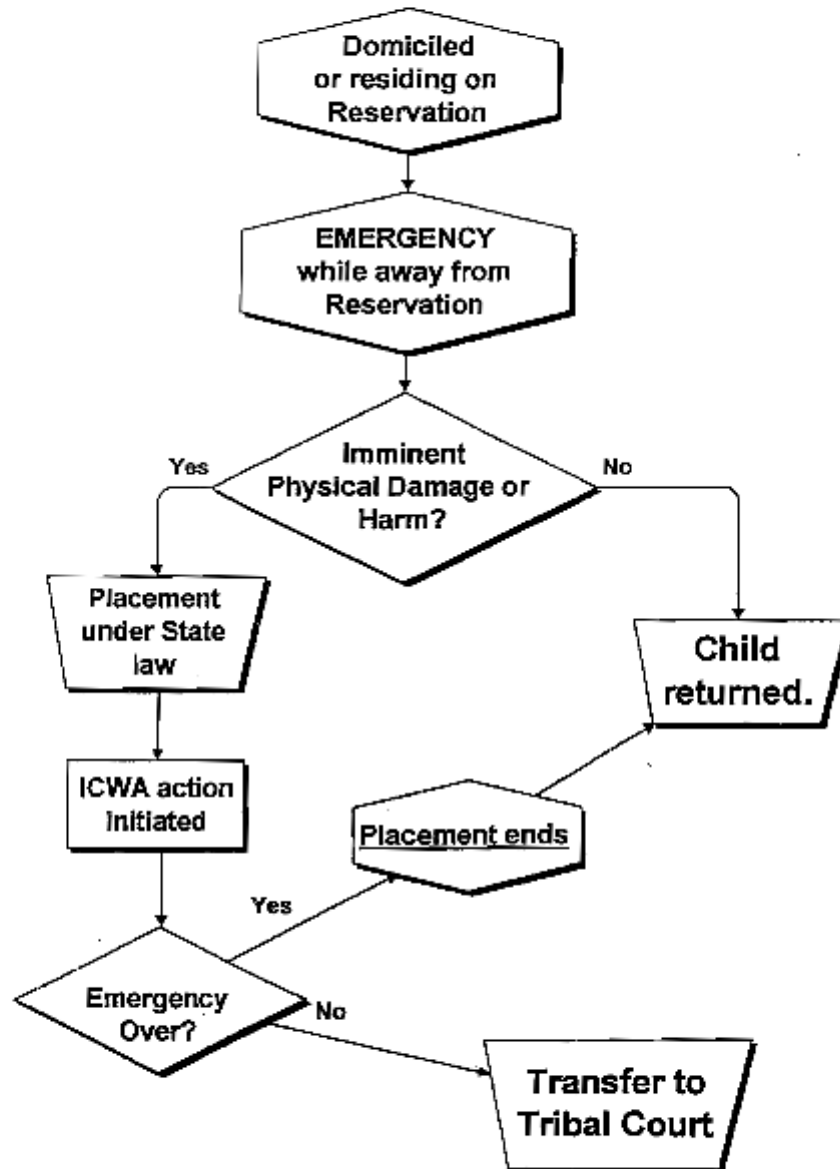 Domiciled
or residing on
Reservation
EMERGENCY
while away from
Reservation
Imminent
Physical Damage or
Harm?
Yes
No
Placement
under State
law
Child
returned.
ICWA action
Initiated
Placement ends
Yes
Emergency
Over?
No
Transfer to
Tribal Court